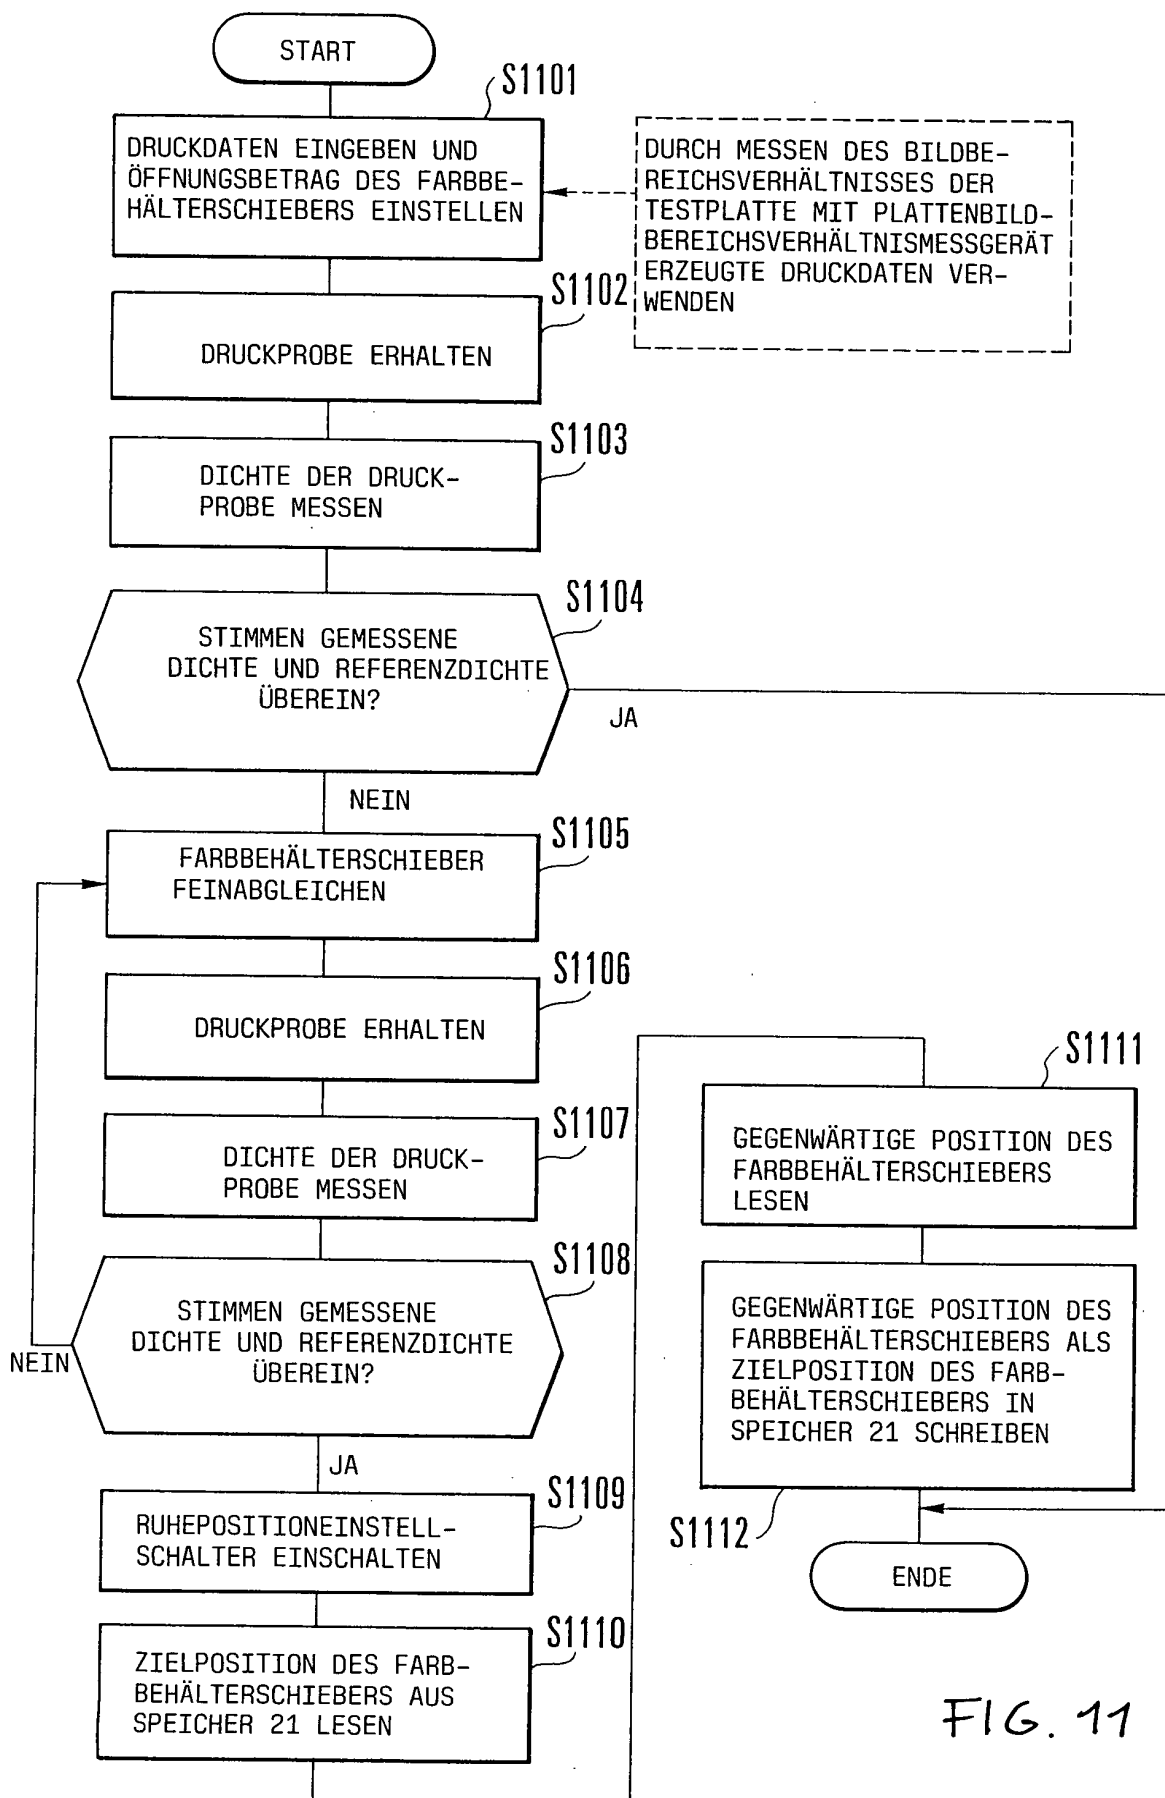 START
S1101
DRUCKDATEN EINGEBEN UND
ÖFFNUNGSBETRAG DES FARBBE-
HÄLTERSCHIEBERS EINSTELLEN
DURCH MESSEN DES BILDBE-
REICHSVERHÄLTNISSES DER
TESTPLATTE MIT PLATTENBILD-
BEREICHSVERHÄLTNISMESSGERÄT
ERZEUGTE DRUCKDATEN VER-
WENDEN
S1102
DRUCKPROBE ERHALTEN
S1103
DICHTE DER DRUCK-
PROBE MESSEN
S1104
STIMMEN GEMESSENE
DICHTE UND REFERENZDICHTE
ÜBEREIN?
JA
NEIN
S1105
FARBBEHÄLTERSCHIEBER
FEINABGLEICHEN
S1106
DRUCKPROBE ERHALTEN
S1107
DICHTE DER DRUCK-
PROBE MESSEN
S1108
STIMMEN GEMESSENE
DICHTE UND REFERENZDICHTE
ÜBEREIN?
NEIN
JA
S1109
RUHEPOSITIONEINSTELL-
SCHALTER EINSCHALTEN
S1110
ZIELPOSITION DES FARB-
BEHÄLTERSCHIEBERS AUS
SPEICHER 21 LESEN
S1111
GEGENWÄRTIGE POSITION DES
FARBBEHÄLTERSCHIEBERS
LESEN
GEGENWÄRTIGE POSITION DES
FARBBEHÄLTERSCHIEBERS ALS
ZIELPOSITION DES FARB-
BEHÄLTERSCHIEBERS IN
SPEICHER 21 SCHREIBEN
S1112
ENDE
FIG. 11